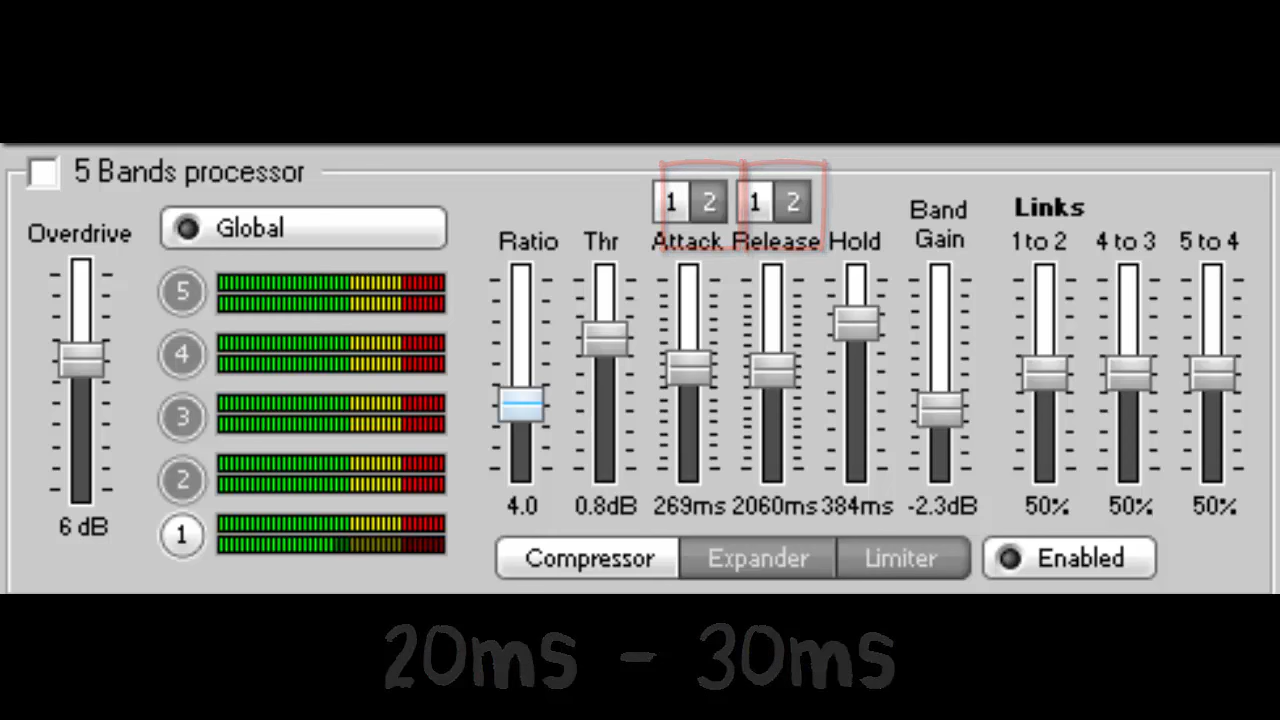 5 Bands processor
Overdrive
Global
5
4
3
2
1
6 dB
1 2 1 2
Ratio Thr Attack Release Hold Band Gain
Links
1 to 2 4 to 3 5 to 4
4.0 0.8dB 269ms 2060ms 384ms -2.3dB 50% 50% 50%
Compressor Expander Limiter Enabled
20ms - 30ms